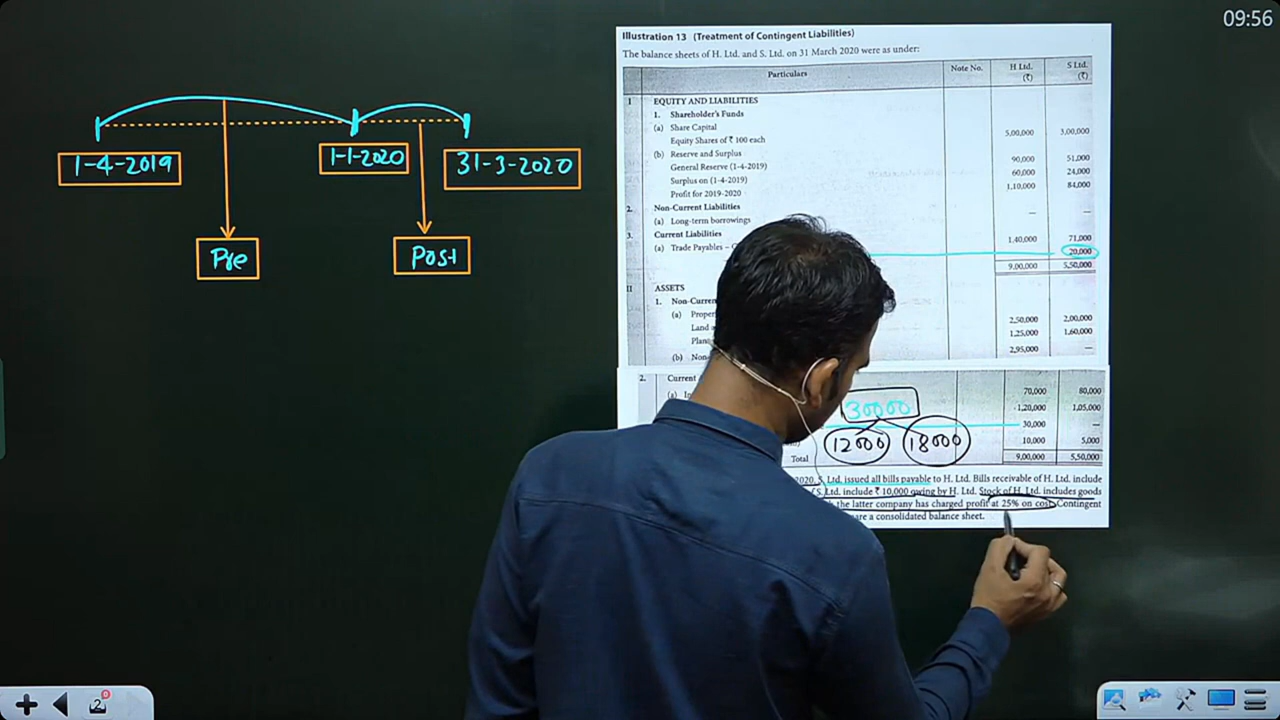 09:56
1-4-2019
1-1-2020
31-3-2020
Pre
Post
Illustration 13 (Treatment of Contingent Liabilities)
The balance sheets of H. Ltd. and S. Ltd. on 31 March 2020 were as under:
Particulars Note No. H Ltd. (₹) S Ltd. (₹)
I EQUITY AND LIABILITIES
1. Shareholder's Funds
(a) Share Capital
Equity Shares of ₹ 100 each 5,00,000 3,00,000
(b) Reserve and Surplus
General Reserve (1-4-2019) 90,000 51,000
Surplus on (1-4-2019) 60,000 24,000
Profit for 2019-2020 1,10,000 84,000
2. Non-Current Liabilities
(a) Long-term borrowings — —
3. Current Liabilities
(a) Trade Payables – 1,40,000 71,000
20,000
9,00,000 5,50,000
II ASSETS
1.
(a)
2,50,000 2,00,000
1,25,000 1,60,000
(b) 2,95,000 —
2. Current
(a) 70,000 80,000
30000 1,20,000 1,05,000
30,000 —
12000 18000 10,000 5,000
Total 9,00,000 5,50,000
2020, S. Ltd. issued all bills payable to H. Ltd. Bills receivable of H. Ltd. include
S. Ltd. include ₹ 10,000 owing by H. Ltd. Stock of H. Ltd. includes goods
the latter company has charged profit at 25% on cost. Contingent
a consolidated balance sheet.
2
0